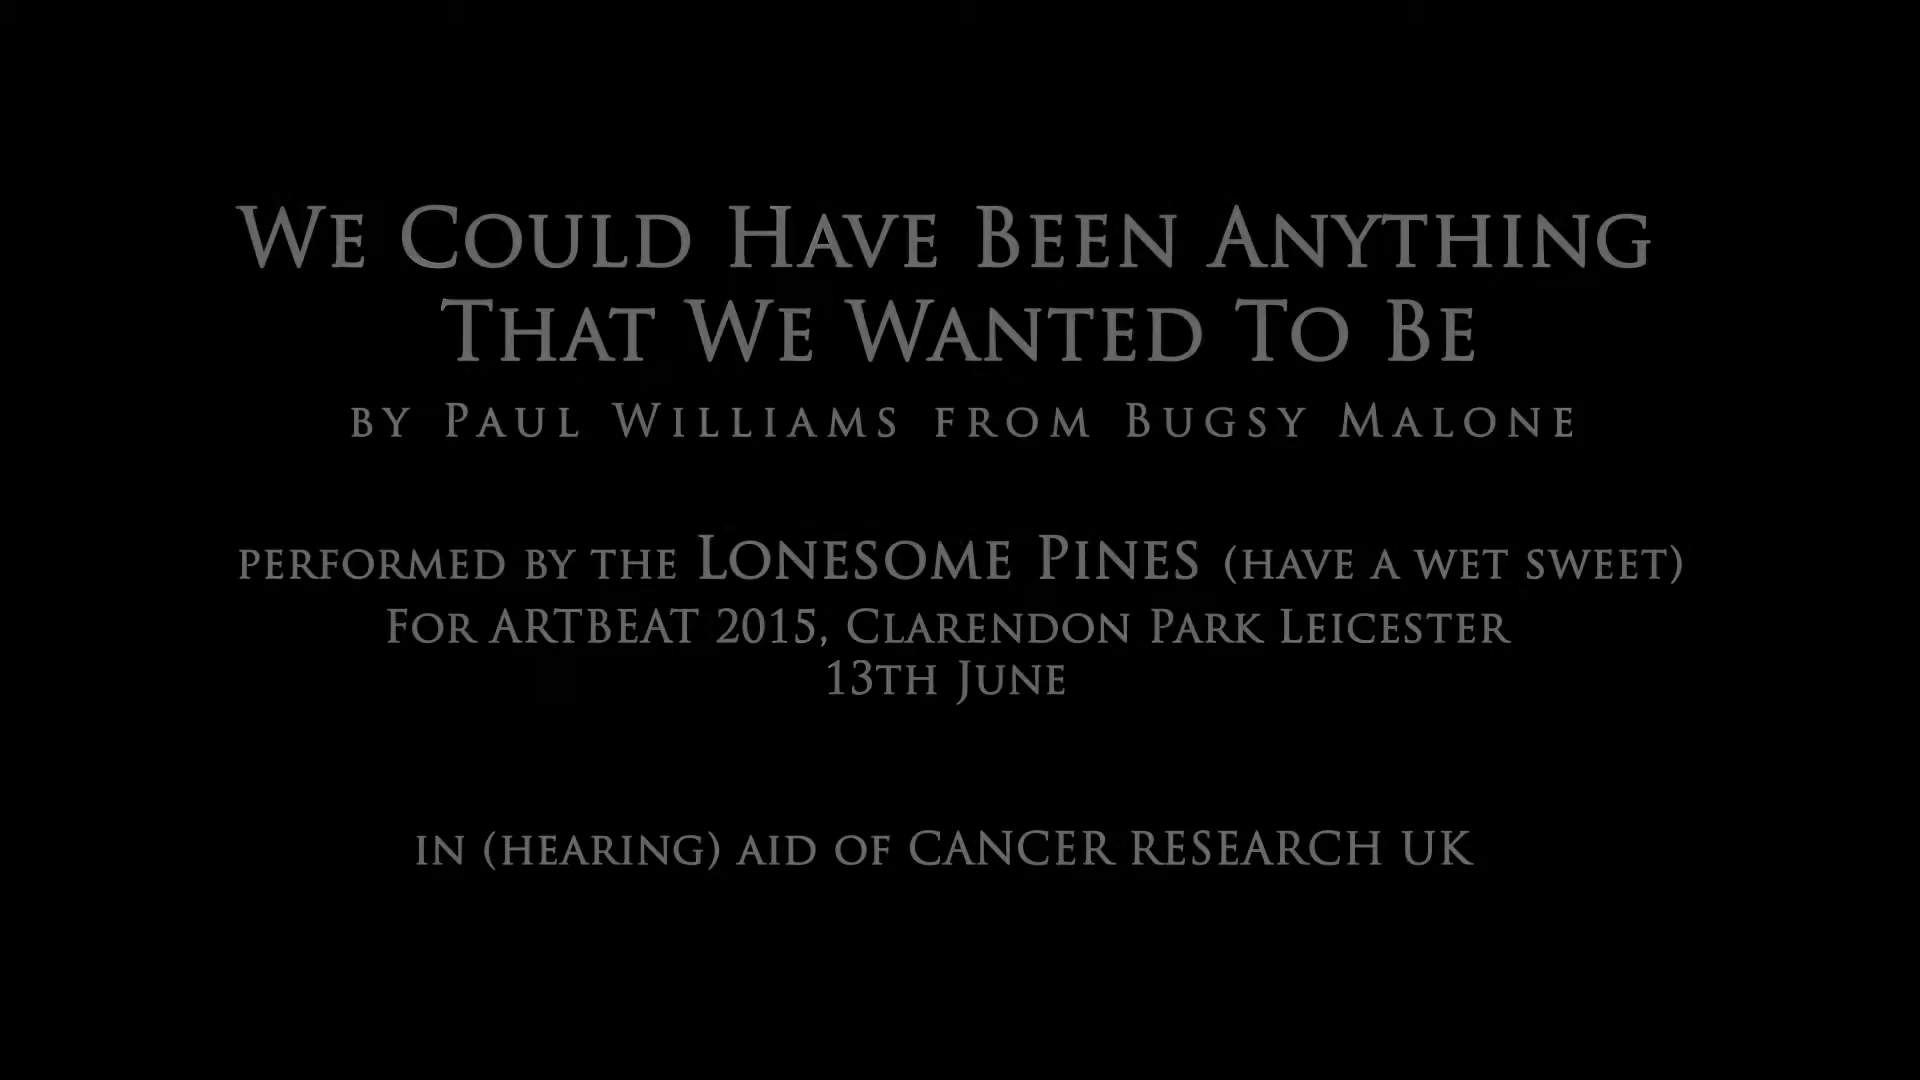 We Could Have Been Anything
That We Wanted To Be
by Paul Williams from Bugsy Malone
performed by the Lonesome Pines (have a wet sweet)
For ARTBEAT 2015, Clarendon Park Leicester
13th June
in (hearing) aid of CANCER RESEARCH UK